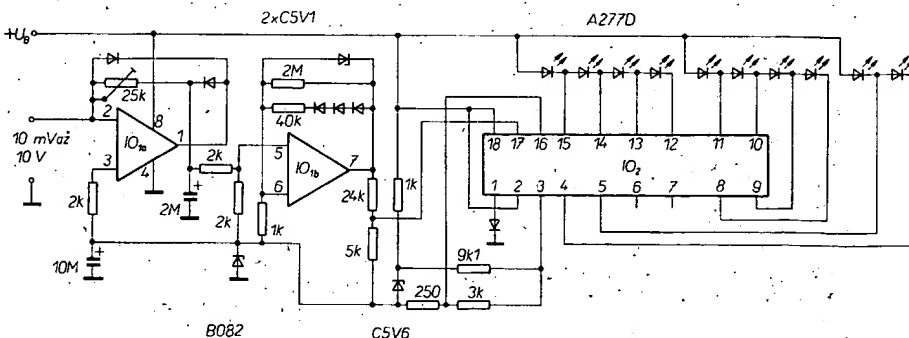 2xC5V1
A277D
+U_B
25k
2M
40k
2
8
1
3
4
IO1a
10 mVaž
10 V
2k
2k
5
6
7
IO1b
24k
1k
2k
2M
2k
1k
5k
10M
18 17 16 15 14 13 12 11 10
IO2
1 2 3 4 5 6 7 8 9
9k1
250
3k
B082
C5V6